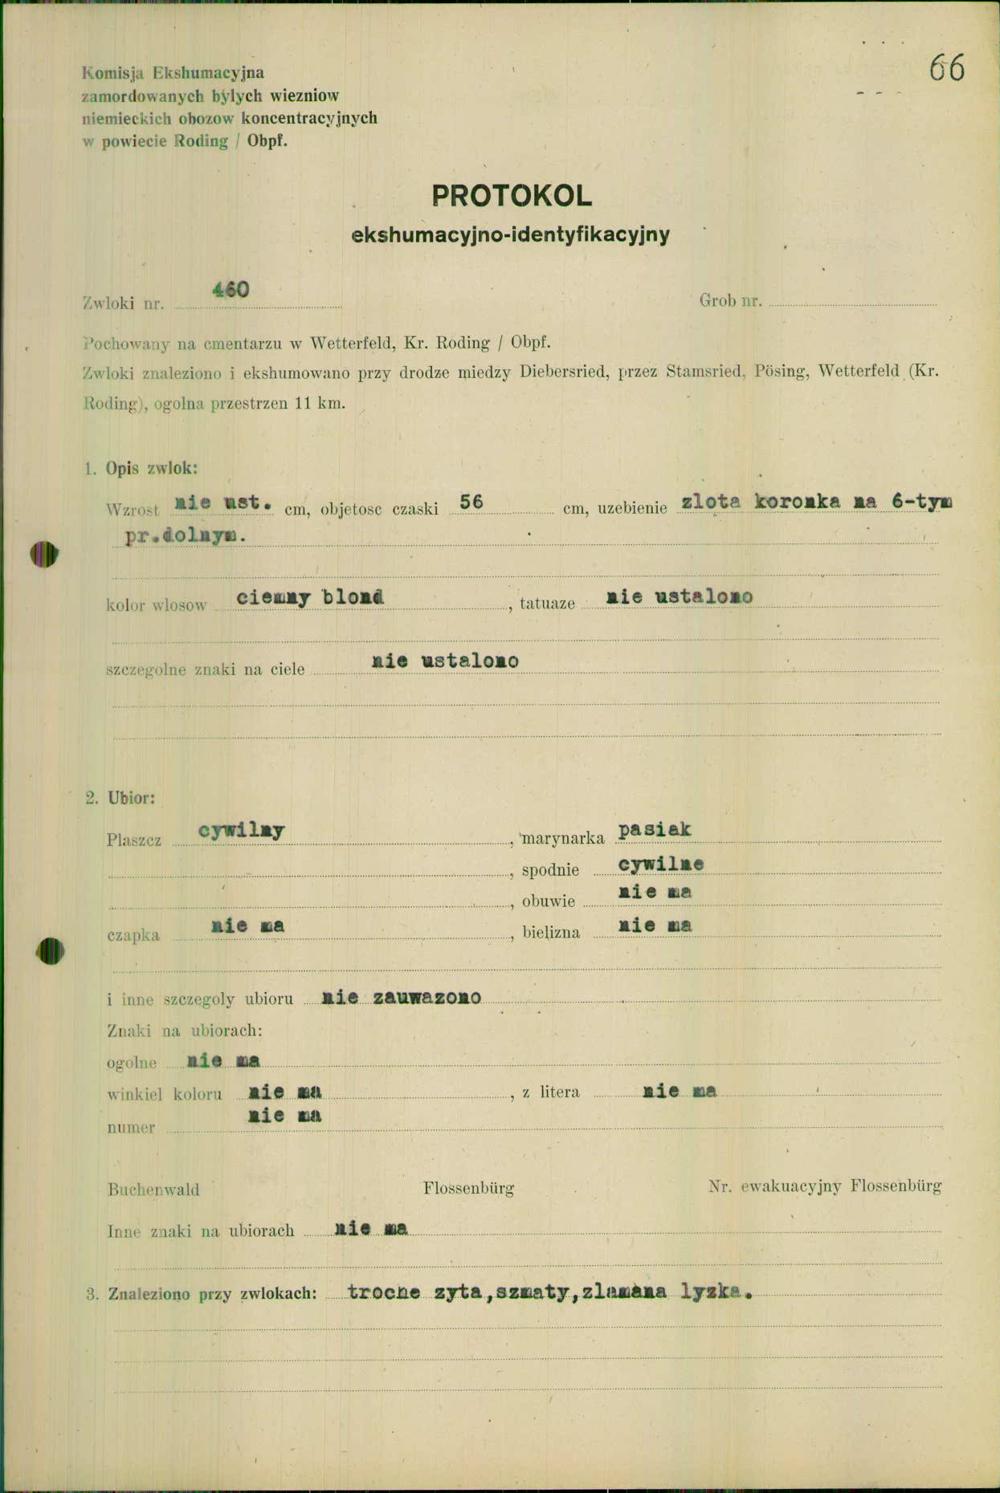 66
Komisja Ekshumacyjna
zamordowanych bylych wiezniow
niemieckich obozow koncentracyjnych
w powiecie Roding / Obpf.
PROTOKOL
ekshumacyjno-identyfikacyjny
Zwloki nr. 460 Grob nr.
Pochowany na cmentarzu w Wetterfeld, Kr. Roding / Obpf.
Zwloki znaleziono i ekshumowano przy drodze miedzy Diebersried, przez Stamsried, Pösing, Wetterfeld (Kr.
Roding), ogolna przestrzen 11 km.
1. Opis zwlok:
Wzrost nie ust. cm, objetosc czaski 56 cm, uzebienie zlota koronka na 6-tym
pr.dolnym.
kolor wlosow ciemny blond , tatuaze nie ustalono
szczegolne znaki na ciele nie ustalono
2. Ubior:
Plaszcz cywilny , marynarka pasiak
, spodnie cywilne
, obuwie nie ma
czapka nie ma , bielizna nie ma
i inne szczegoly ubioru nie zauwazono
Znaki na ubiorach:
ogolne nie ma
winkiel koloru nie ma , z litera nie ma
numer nie ma
Buchenwald Flossenbürg Nr. ewakuacyjny Flossenbürg
Inne znaki na ubiorach nie ma
3. Znaleziono przy zwlokach: troche zyta,szmaty,zlamana lyzka.